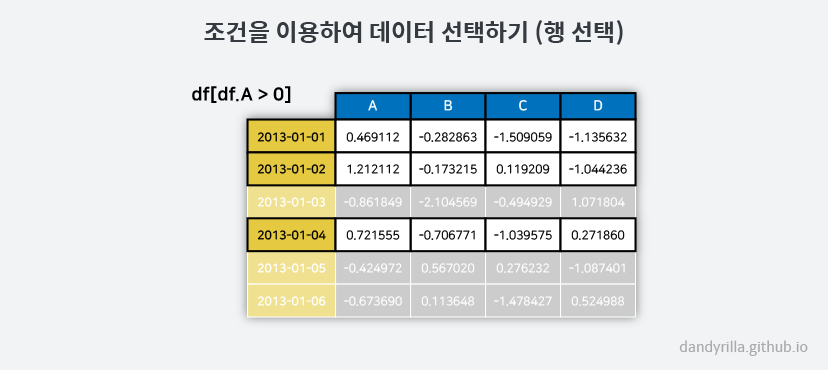 조건을 이용하여 데이터 선택하기 (행 선택)
df[df.A > 0]
A B C D
2013-01-01 0.469112 -0.282863 -1.509059 -1.135632
2013-01-02 1.212112 -0.173215 0.119209 -1.044236
2013-01-03 -0.861849 -2.104569 -0.494929 1.071804
2013-01-04 0.721555 -0.706771 -1.039575 0.271860
2013-01-05 -0.424972 0.567020 0.276232 -1.087401
2013-01-06 -0.673690 0.113648 -1.478427 0.524988
dandyrilla.github.io